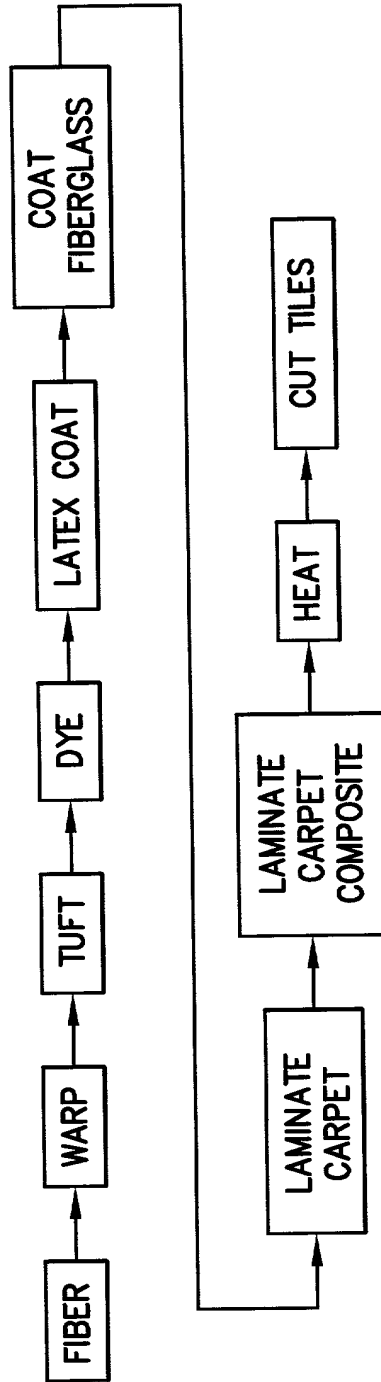 FIBER
WARP
TUFT
DYE
LATEX COAT
COAT
FIBERGLASS
LAMINATE
CARPET
LAMINATE
CARPET
COMPOSITE
HEAT
CUT TILES